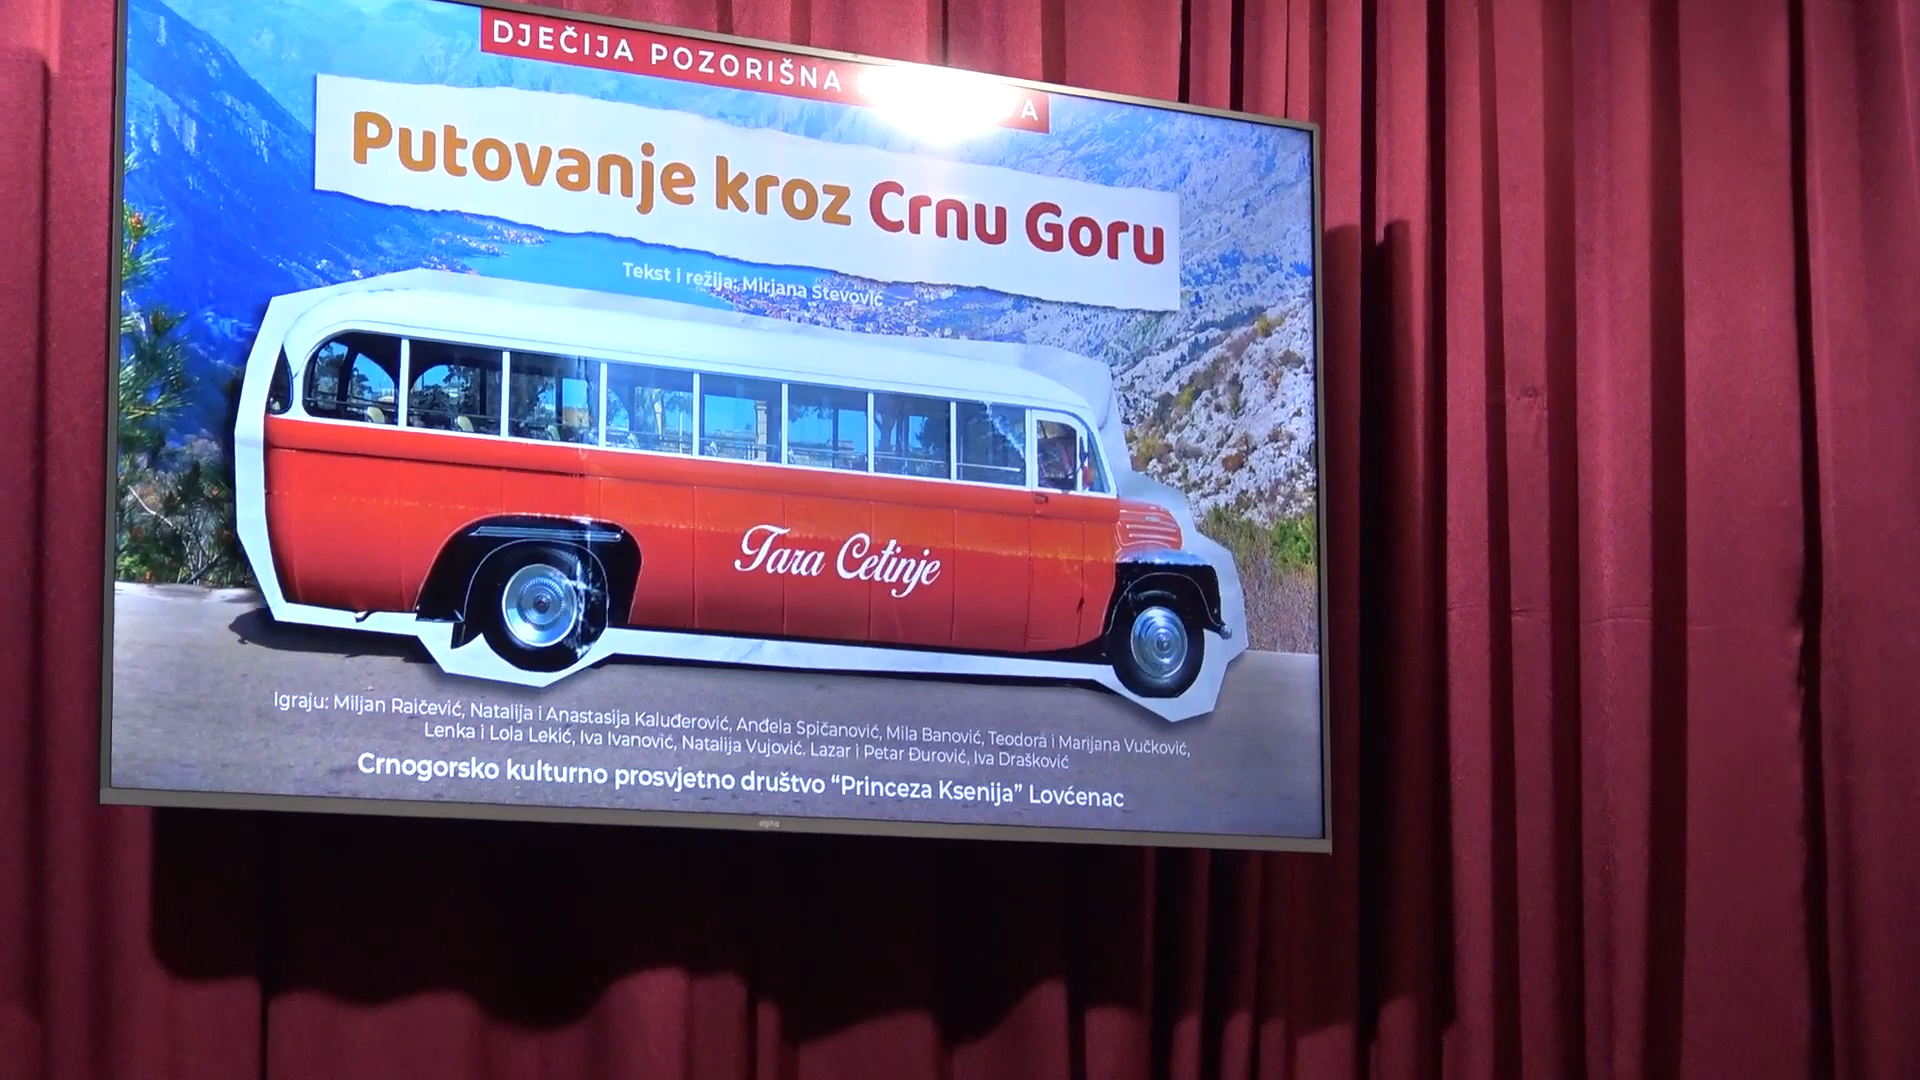 DJEČIJA POZORIŠNA
Putovanje kroz Crnu Goru
Tekst i režija: Mirjana Stevović
Tara Cetinje
Igraju: Miljan Raičević, Natalija i Anastasija Kaluđerović, Anđela Spičanović, Mila Banović, Teodora i Marijana Vučković,
Lenka i Lola Lekić, Iva Ivanović, Natalija Vujović. Lazar i Petar Đurović, Iva Drašković
Crnogorsko kulturno prosvjetno društvo “Princeza Ksenija” Lovćenac
alpha